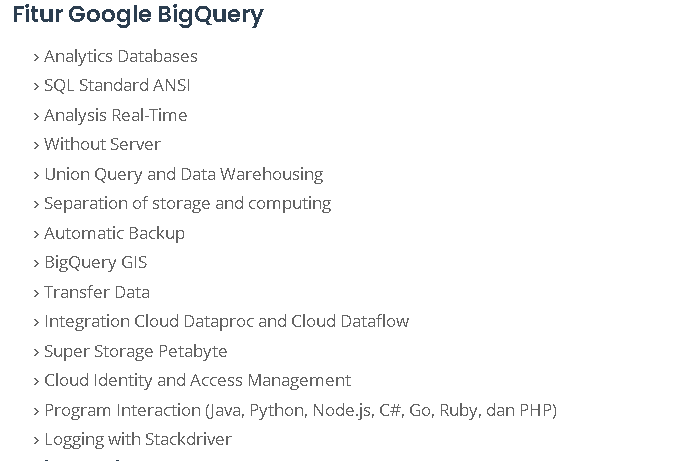 Fitur Google BigQuery
› Analytics Databases
› SQL Standard ANSI
› Analysis Real-Time
› Without Server
› Union Query and Data Warehousing
› Separation of storage and computing
› Automatic Backup
› BigQuery GIS
› Transfer Data
› Integration Cloud Dataproc and Cloud Dataflow
› Super Storage Petabyte
› Cloud Identity and Access Management
› Program Interaction (Java, Python, Node.js, C#, Go, Ruby, dan PHP)
› Logging with Stackdriver